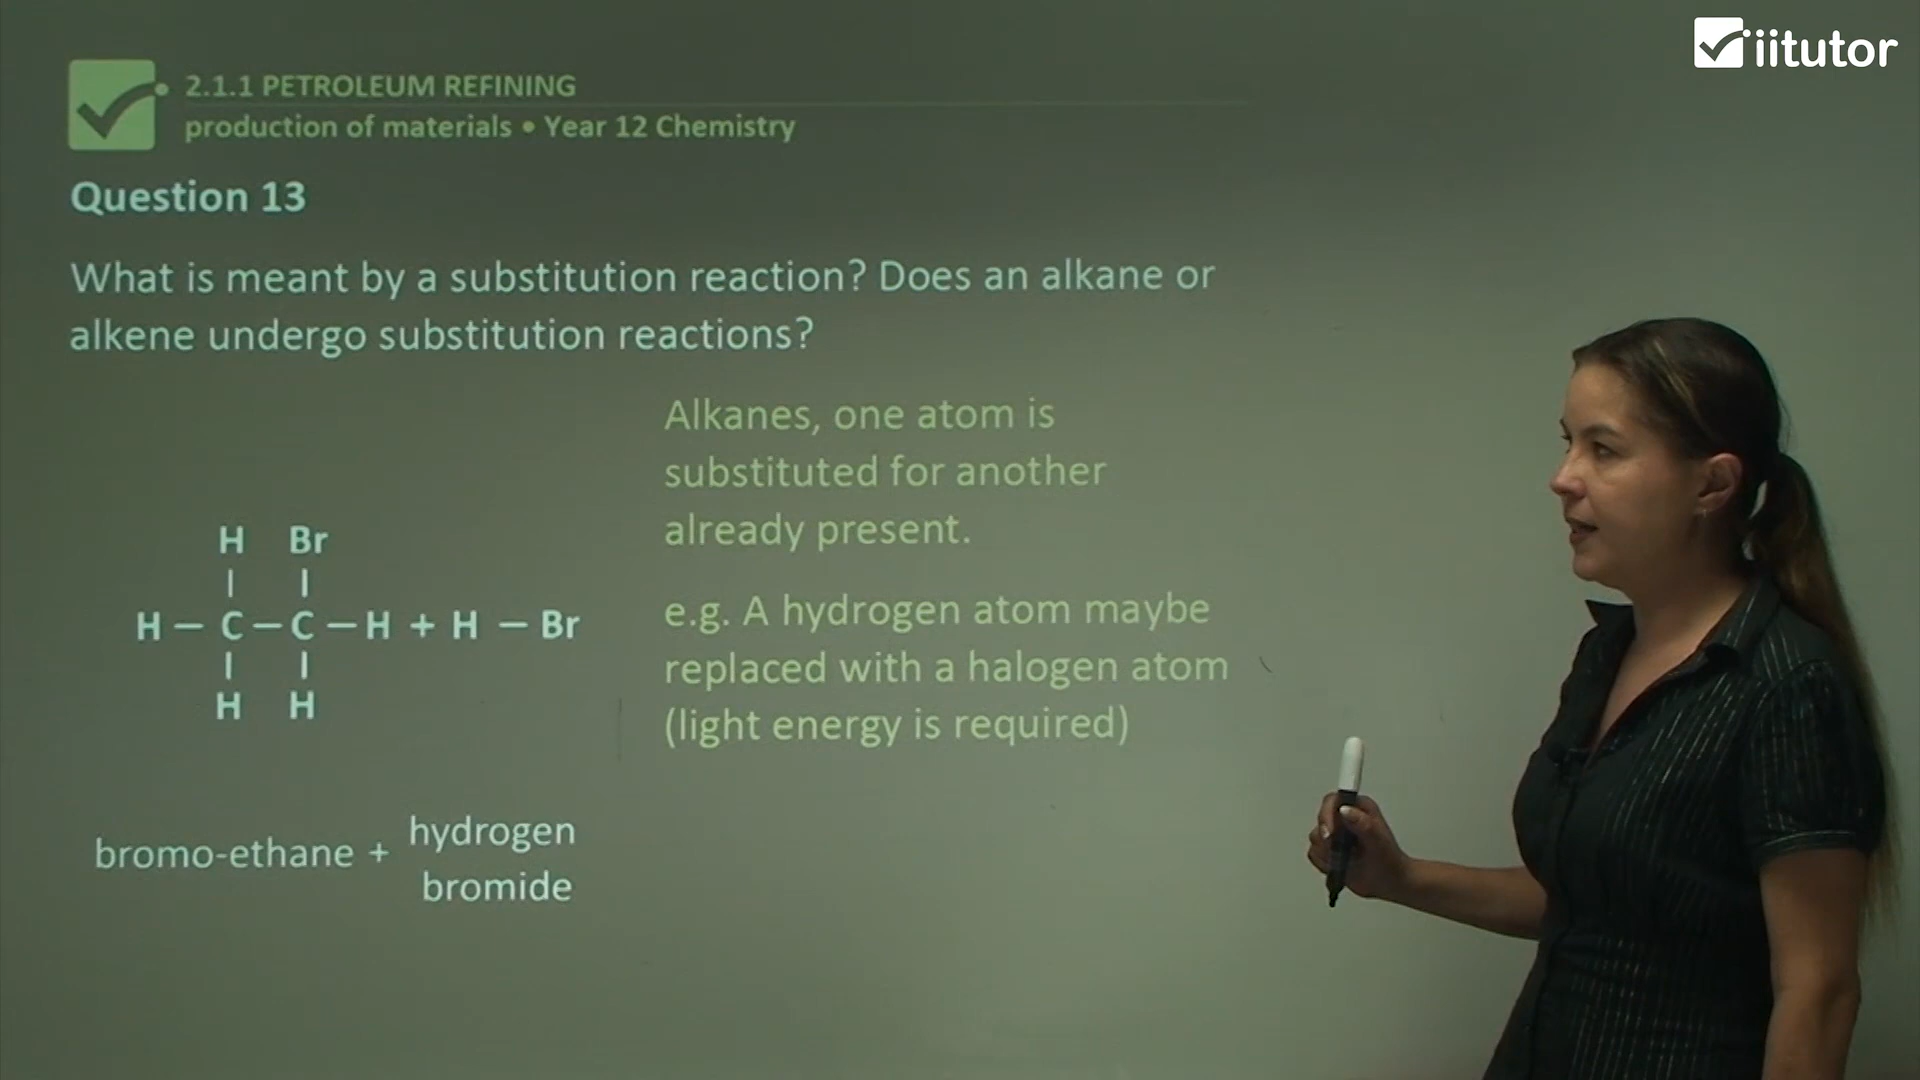 iitutor
2.1.1 PETROLEUM REFINING
production of materials • Year 12 Chemistry
Question 13
What is meant by a substitution reaction? Does an alkane or
alkene undergo substitution reactions?
Alkanes, one atom is
substituted for another
already present.
e.g. A hydrogen atom maybe
replaced with a halogen atom
(light energy is required)
H Br
| |
H – C – C – H + H – Br
| |
H H
bromo-ethane + hydrogen
bromide